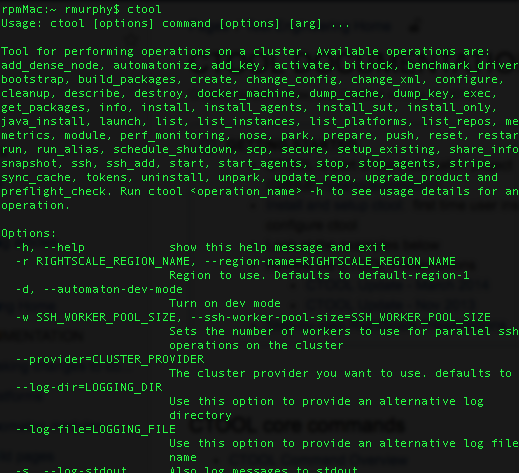 rpmMac:~ rmurphy$ ctool
Usage: ctool [options] command [options] [arg] ...

Tool for performing operations on a cluster. Available operations are:
add_dense_node, automatonize, add_key, activate, bitrock, benchmark_driver
bootstrap, build_packages, create, change_config, change_xml, configure,
cleanup, describe, destroy, docker_machine, dump_cache, dump_key, exec,
get_packages, info, install, install_agents, install_sut, install_only,
java_install, launch, list, list_instances, list_platforms, list_repos, me
metrics, module, perf_monitoring, nose, park, prepare, push, reset, restar
run, run_alias, schedule_shutdown, scp, secure, setup_existing, share_info
snapshot, ssh, ssh_add, start, start_agents, stop, stop_agents, stripe,
sync_cache, tokens, uninstall, unpark, update_repo, upgrade_product and
preflight_check. Run ctool <operation_name> -h to see usage details for an
operation.

Options:
-h, --help show this help message and exit
-r RIGHTSCALE_REGION_NAME, --region-name=RIGHTSCALE_REGION_NAME
Region to use. Defaults to default-region-1
-d, --automaton-dev-mode
Turn on dev mode
-w SSH_WORKER_POOL_SIZE, --ssh-worker-pool-size=SSH_WORKER_POOL_SIZE
Sets the number of workers to use for parallel ssh
operations on the cluster
--provider=CLUSTER_PROVIDER
The cluster provider you want to use. defaults to
--log-dir=LOGGING_DIR
Use this option to provide an alternative log
directory
--log-file=LOGGING_FILE
Use this option to provide an alternative log file
name
-s, --log-stdout Also log messages to stdout
CTOOL core commands